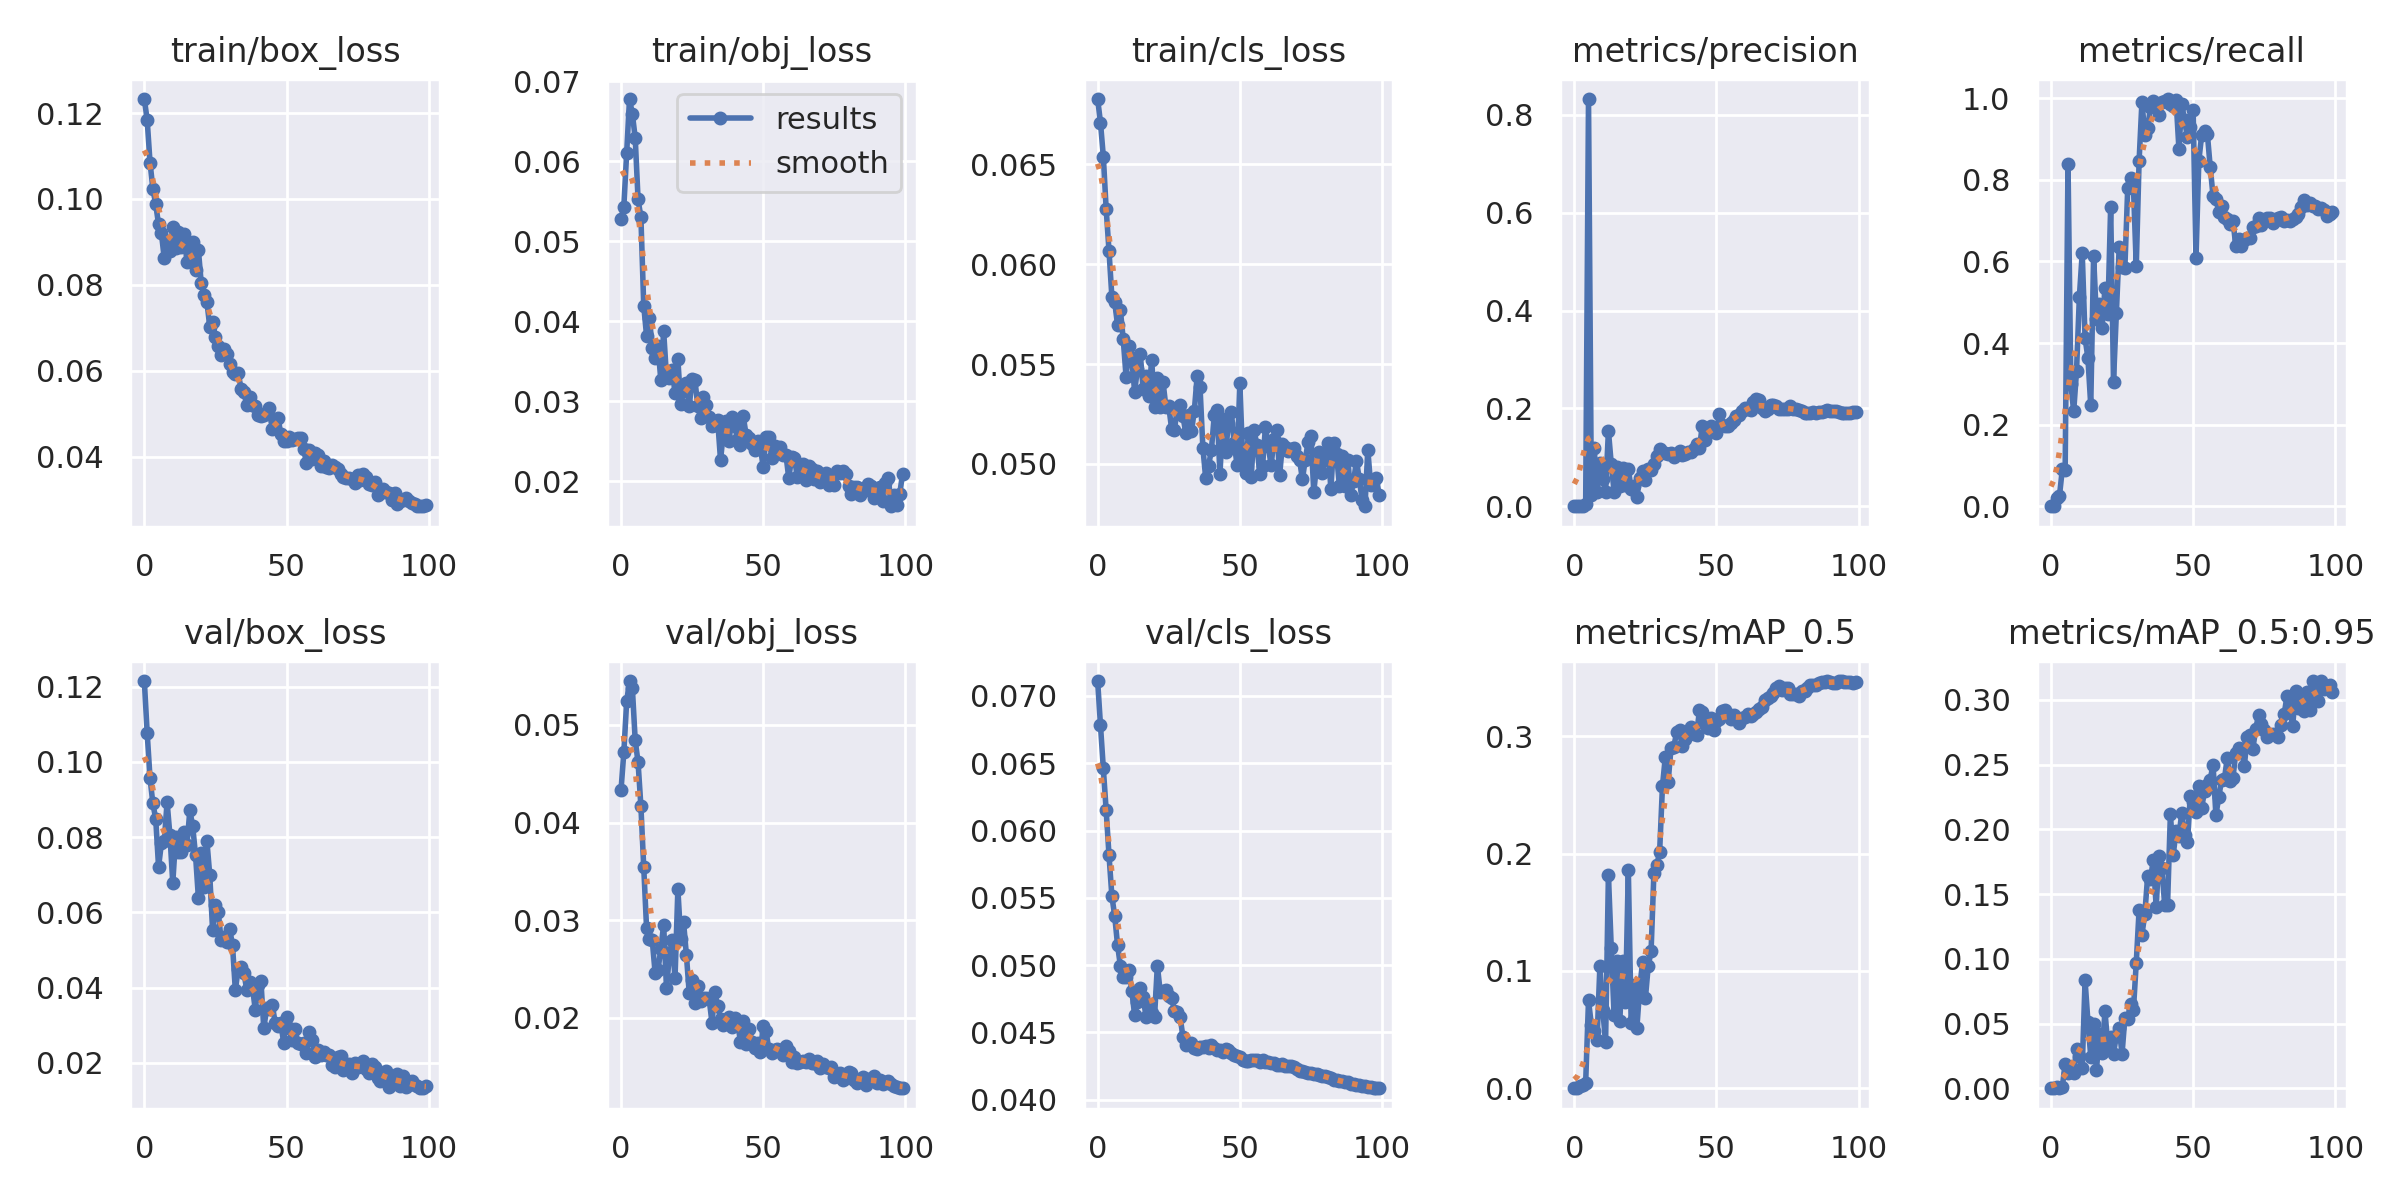 train/box_loss
0.12
0.10
0.08
0.06
0.04
0 50 100
train/obj_loss
0.07
0.06
0.05
0.04
0.03
0.02
results
smooth
0 50 100
train/cls_loss
0.065
0.060
0.055
0.050
0 50 100
metrics/precision
0.8
0.6
0.4
0.2
0.0
0 50 100
metrics/recall
1.0
0.8
0.6
0.4
0.2
0.0
0 50 100
val/box_loss
0.12
0.10
0.08
0.06
0.04
0.02
0 50 100
val/obj_loss
0.05
0.04
0.03
0.02
0 50 100
val/cls_loss
0.070
0.065
0.060
0.055
0.050
0.045
0.040
0 50 100
metrics/mAP_0.5
0.3
0.2
0.1
0.0
0 50 100
metrics/mAP_0.5:0.95
0.30
0.25
0.20
0.15
0.10
0.05
0.00
0 50 100